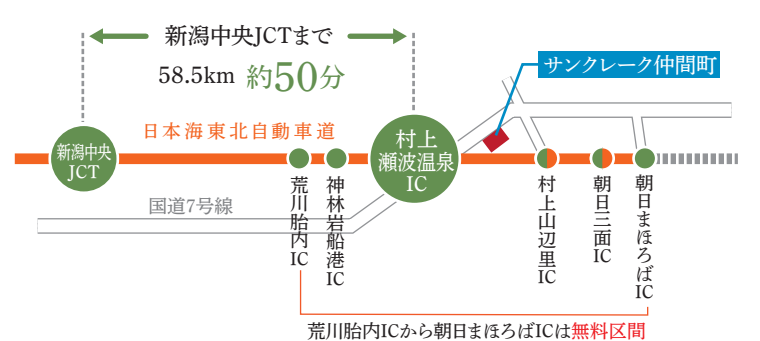 新潟中央JCTまで
58.5km 約50分
サンクレーク仲間町
日本海東北自動車道
新潟中央
JCT
村上
瀬波温泉
IC
国道7号線
荒川胎内IC
神林岩船港IC
村上山辺里IC
朝日三面IC
朝日まほろばIC
荒川胎内ICから朝日まほろばICは無料区間